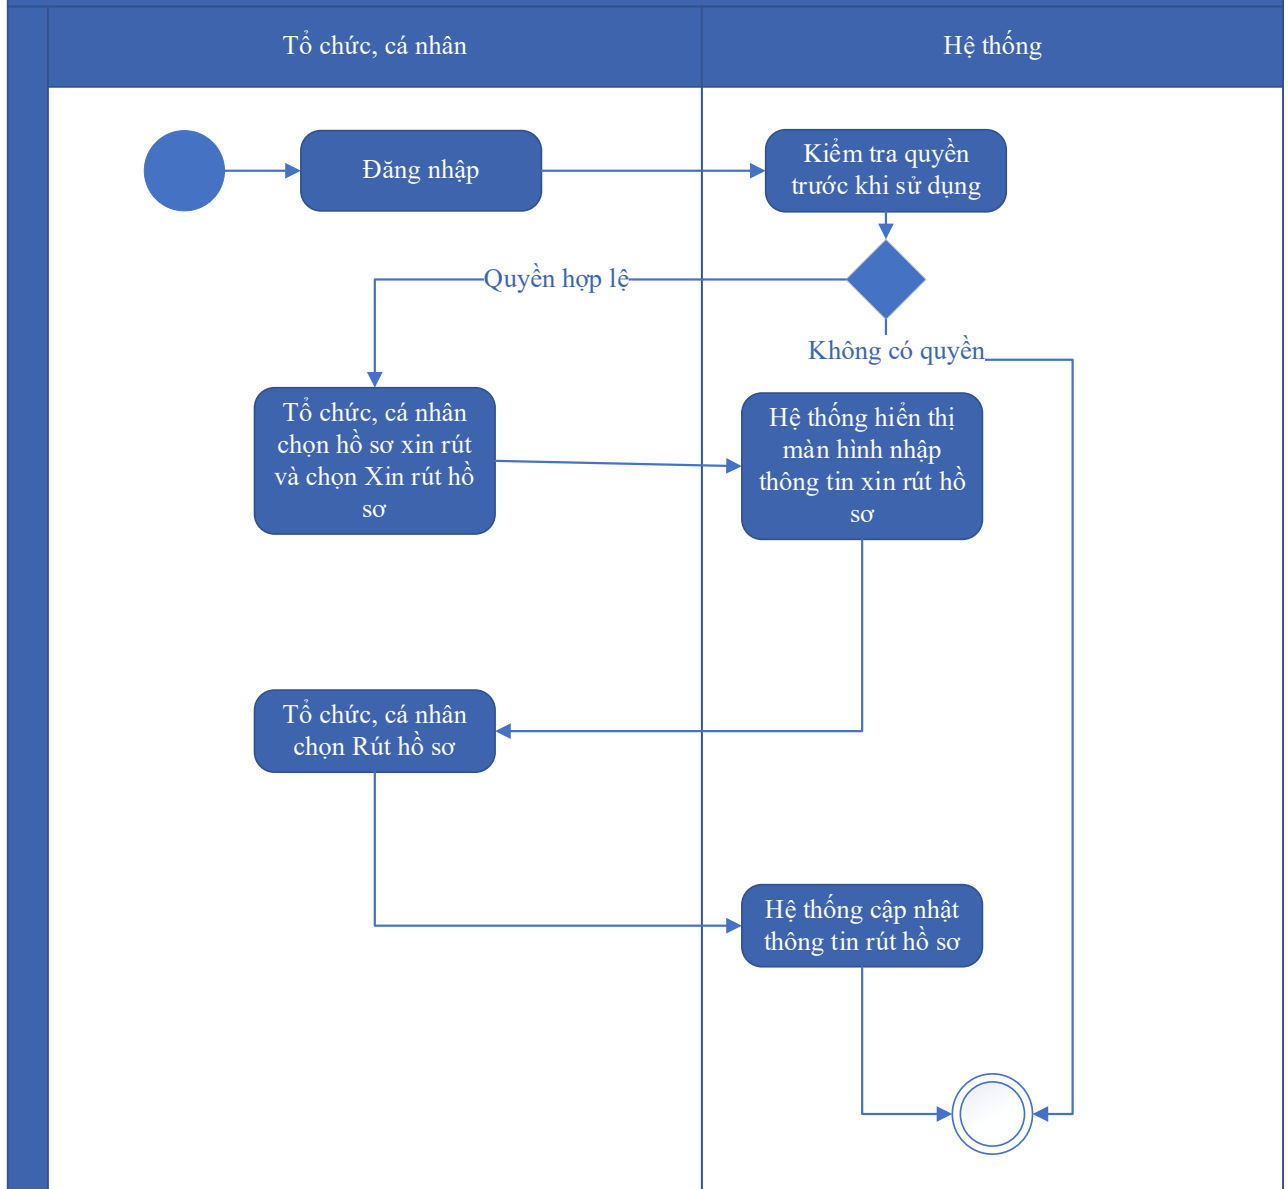 Tổ chức, cá nhân
Hệ thống
Đăng nhập
Kiểm tra quyền
trước khi sử dụng
Quyền hợp lệ
Không có quyền
Tổ chức, cá nhân
chọn hồ sơ xin rút
và chọn Xin rút hồ
sơ
Hệ thống hiển thị
màn hình nhập
thông tin xin rút hồ
sơ
Tổ chức, cá nhân
chọn Rút hồ sơ
Hệ thống cập nhật
thông tin rút hồ sơ